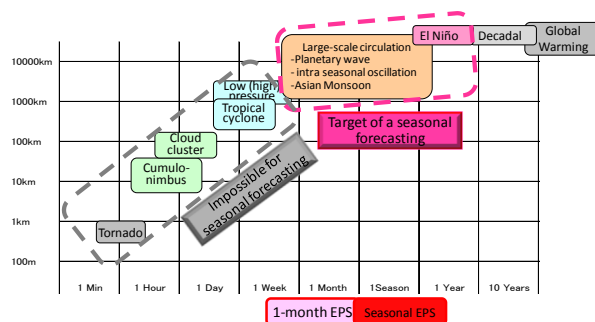 El Niño
Decadal
Global
Warming
Large-scale circulation
-Planetary wave
- intra seasonal oscillation
-Asian Monsoon
10000km
Low (high)
pressure
Tropical
cyclone
1000km
Target of a seasonal
forecasting
100km
Cloud
cluster
Cumulo-
nimbus
10km
Impossible for
seasonal forecasting
1km
Tornado
100m
1 Min
1 Hour
1 Day
1 Week
1 Month
1Season
1 Year
10 Years
1-month EPS
Seasonal EPS